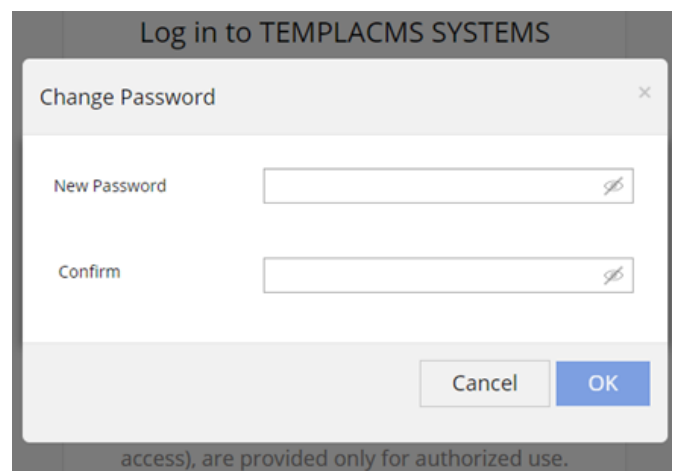 Log in to TEMPLACMS SYSTEMS
Change Password
×
New Password
Confirm
Cancel OK
access), are provided only for authorized use.